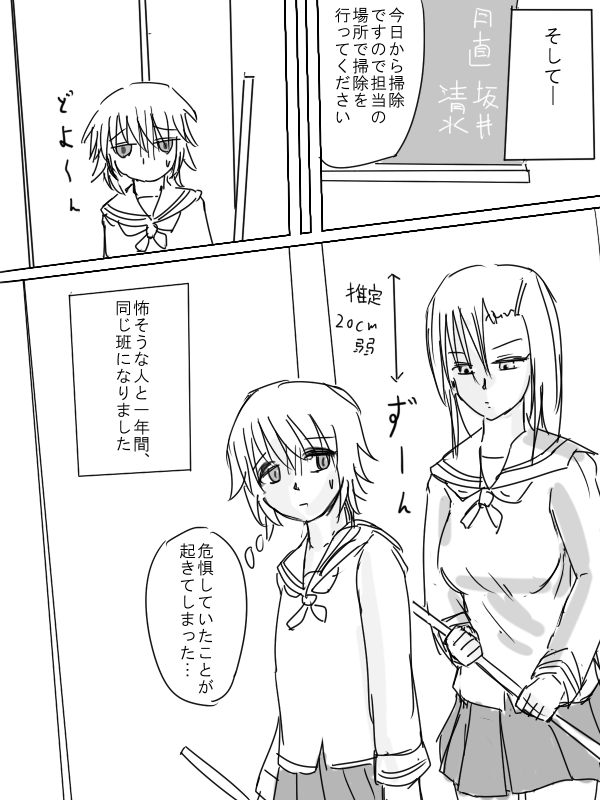 そして―
日直 坂井
清水
今日から掃除
ですので担当の
場所で掃除を
行ってください
どよ～ん
推定
20cm
弱
ずーん
怖そうな人と一年間、
同じ班になりました
危惧していたことが
起きてしまった…